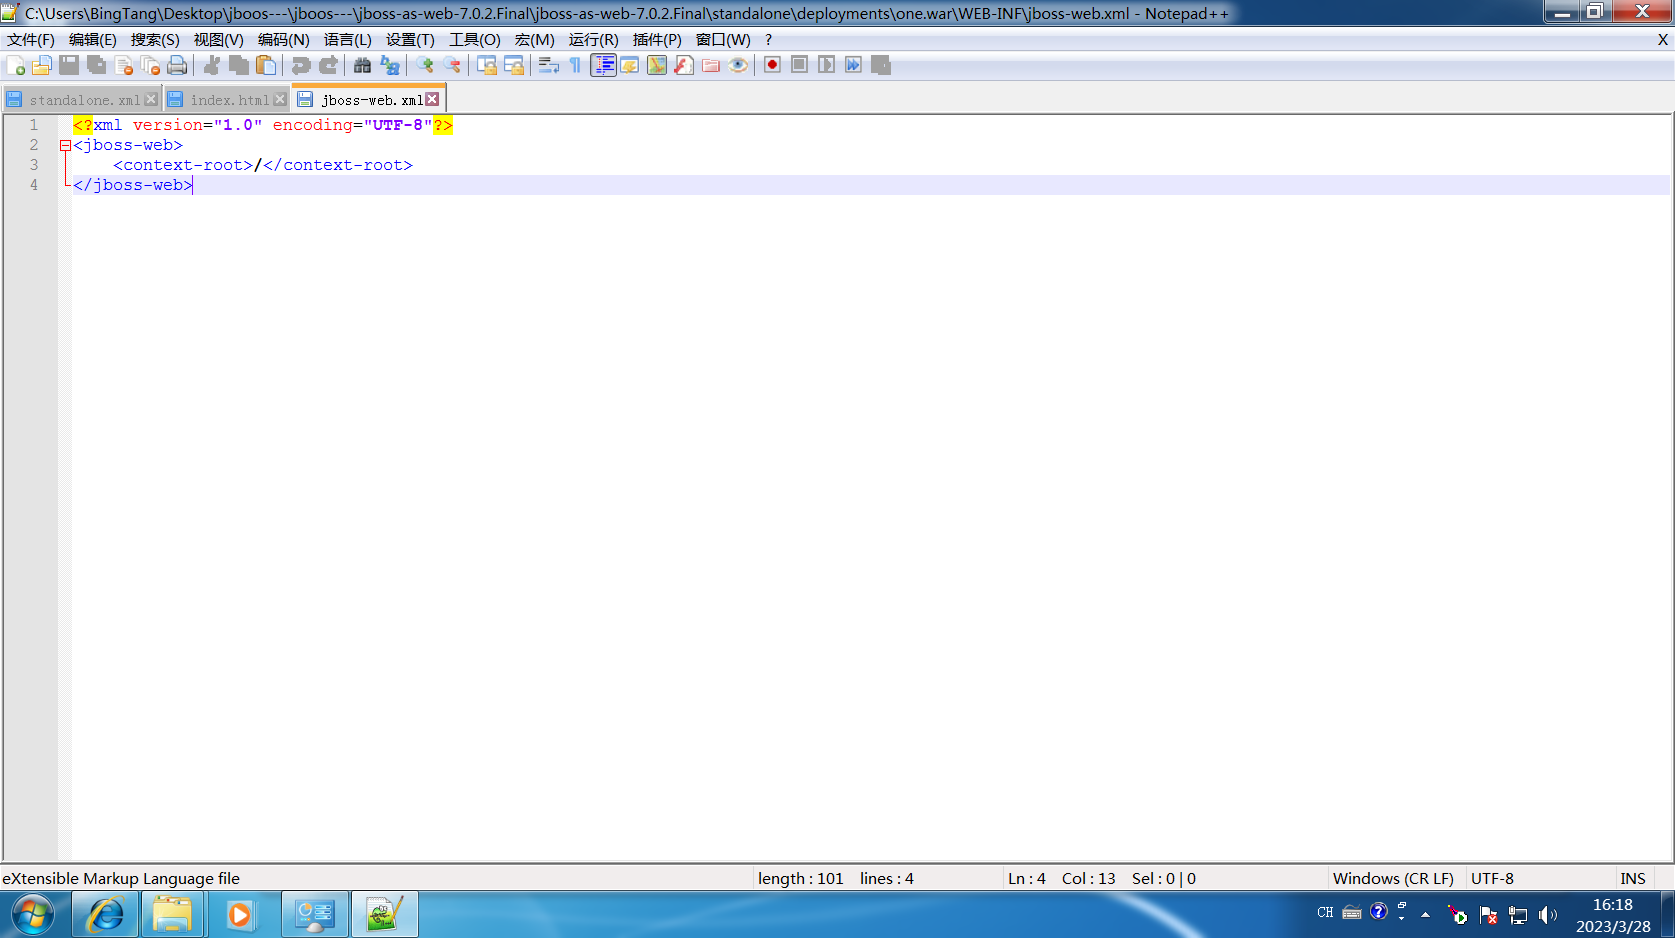 C:\Users\BingTang\Desktop\jboos---\jboos---\jboss-as-web-7.0.2.Final\jboss-as-web-7.0.2.Final\standalone\deployments\one.war\WEB-INF\jboss-web.xml - Notepad++
文件(F) 编辑(E) 搜索(S) 视图(V) 编码(N) 语言(L) 设置(T) 工具(O) 宏(M) 运行(R) 插件(P) 窗口(W) ? X
standalone.xml index.html jboss-web.xml
1 <?xml version="1.0" encoding="UTF-8"?>
2 <jboss-web>
3 <context-root>/</context-root>
4 </jboss-web>
eXtensible Markup Language file length : 101 lines : 4 Ln : 4 Col : 13 Sel : 0 | 0 Windows (CR LF) UTF-8 INS
CH 16:18
2023/3/28